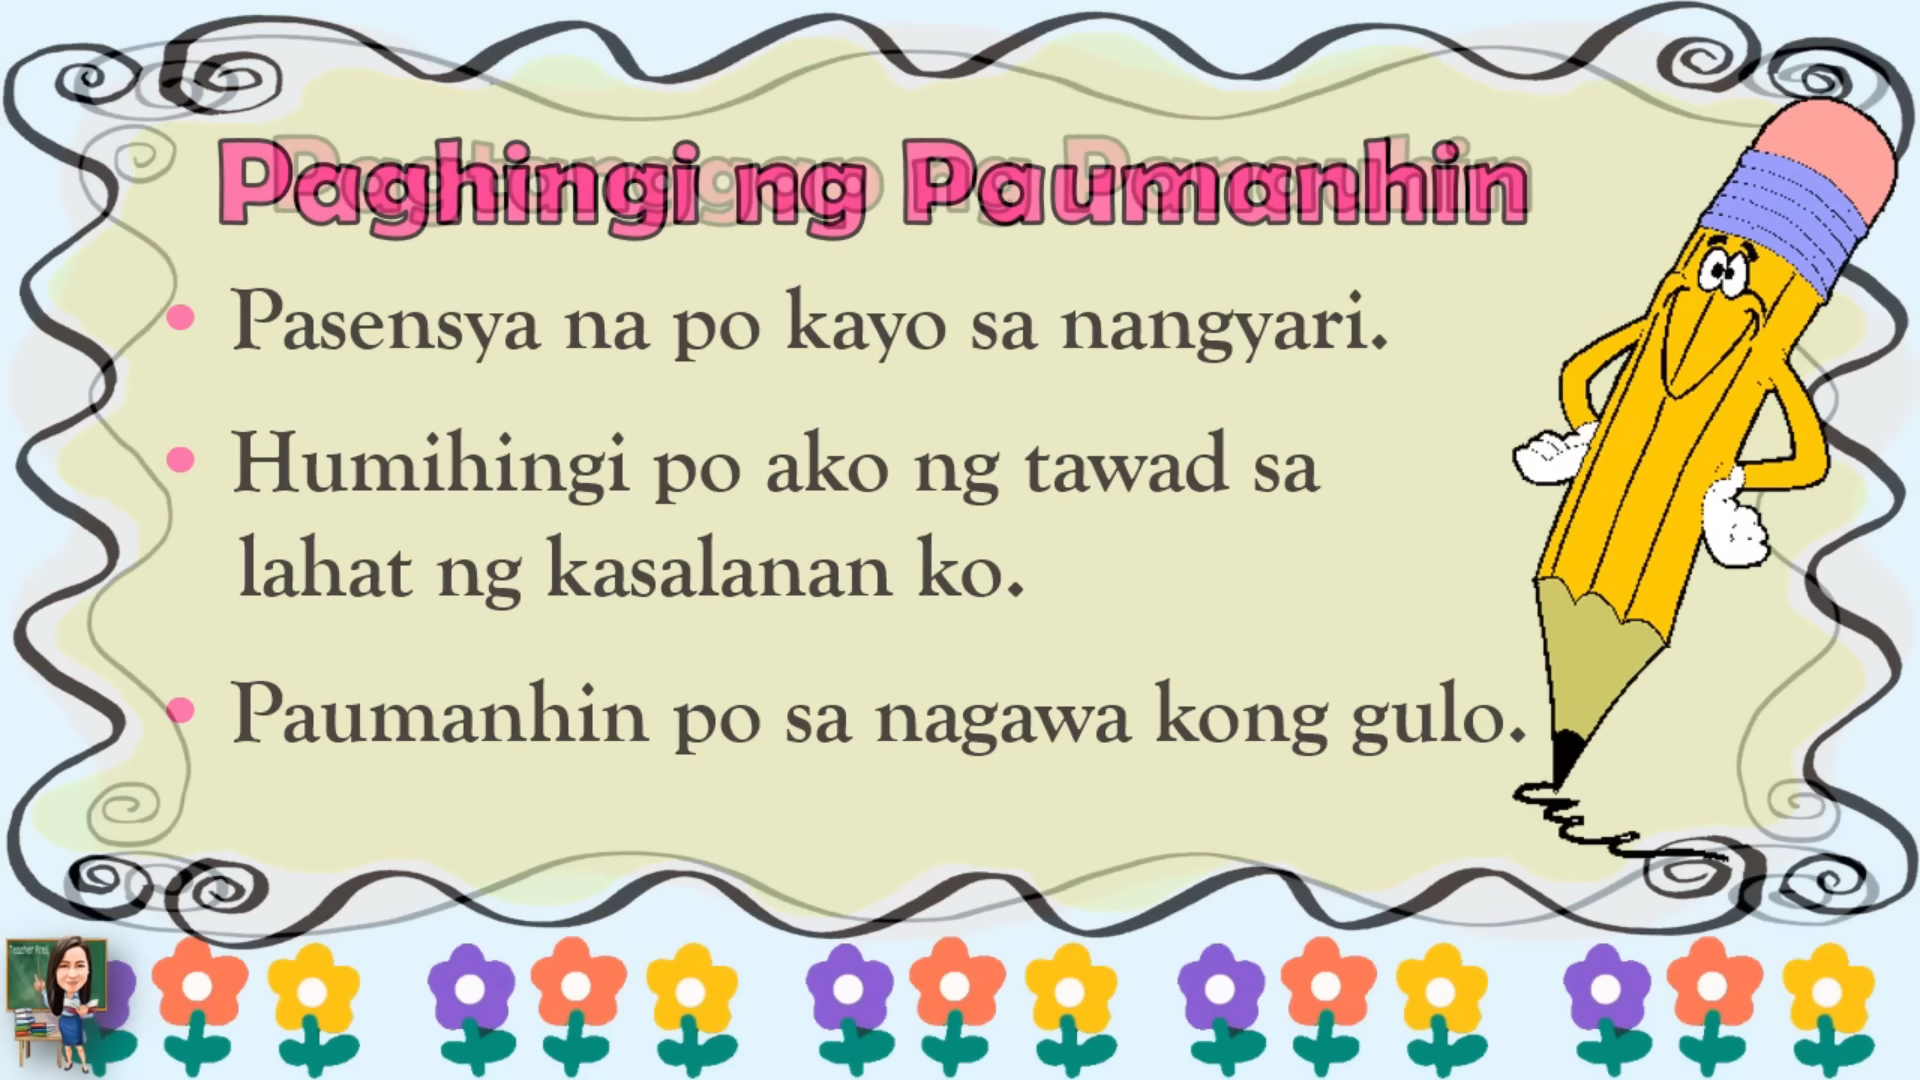 Paghingi ng Paumanhin
• Pasensya na po kayo sa nangyari.
• Humihingi po ako ng tawad sa
lahat ng kasalanan ko.
• Paumanhin po sa nagawa kong gulo.